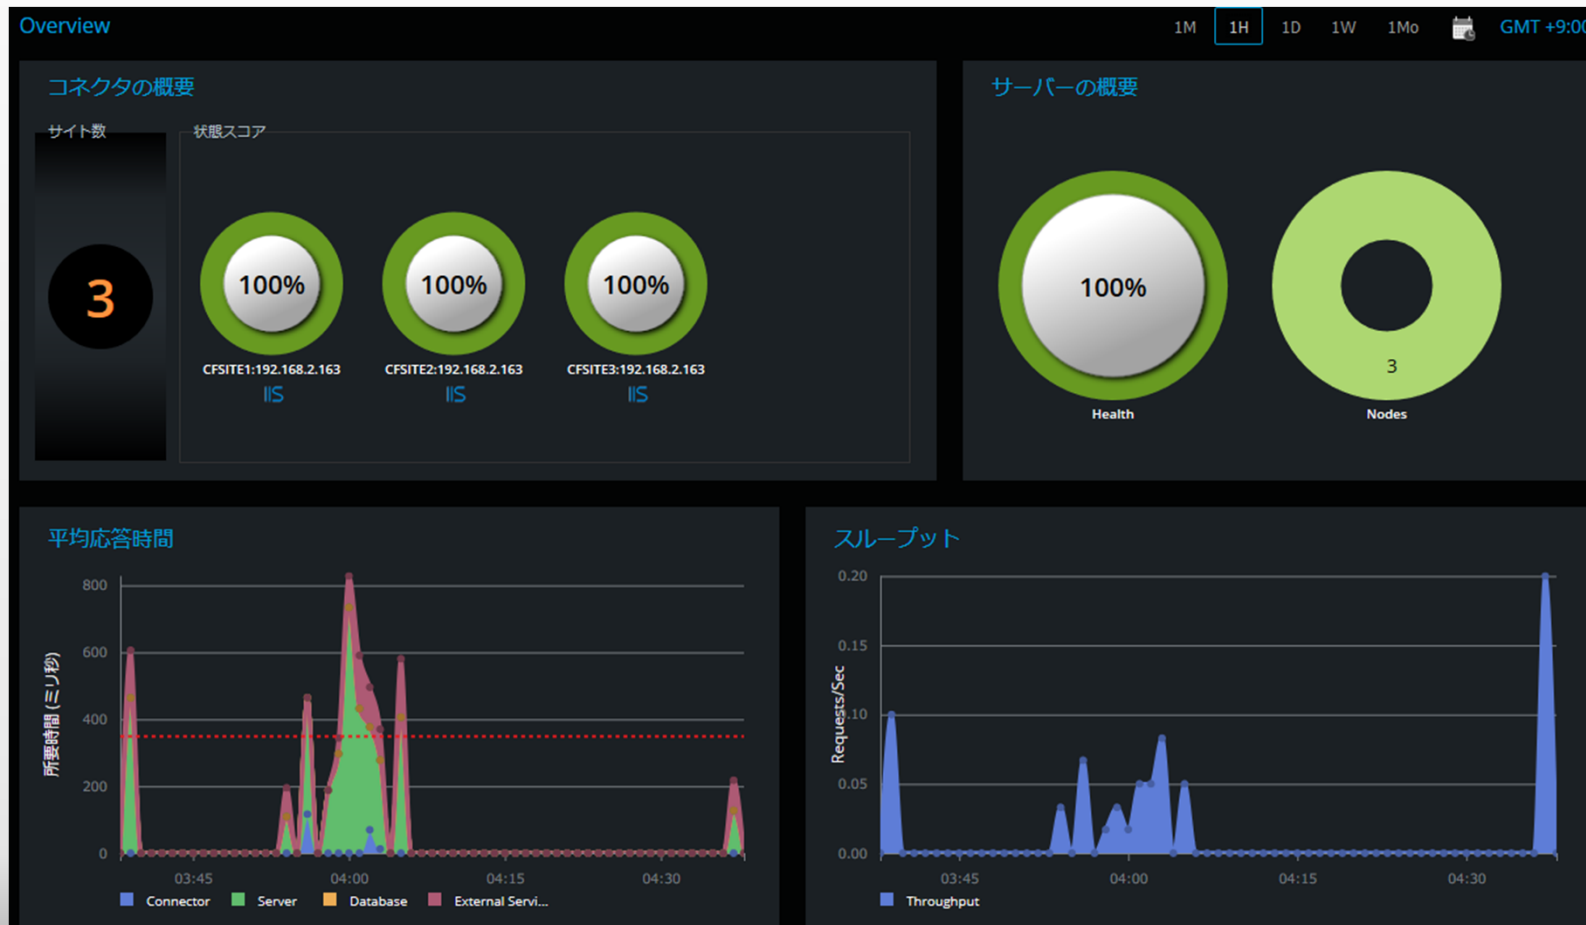 Overview
1M 1H 1D 1W 1Mo GMT +9:00
コネクタの概要
サイト数
状態スコア
3
100% 100% 100%
CFSITE1:192.168.2.163 CFSITE2:192.168.2.163 CFSITE3:192.168.2.163
IIS IIS IIS
サーバーの概要
100%
3
Health Nodes
平均応答時間
所要時間 (ミリ秒)
800
600
400
200
0
03:45 04:00 04:15 04:30
Connector Server Database External Servi...
スループット
Requests/Sec
0.20
0.15
0.10
0.05
0.00
03:45 04:00 04:15 04:30
Throughput